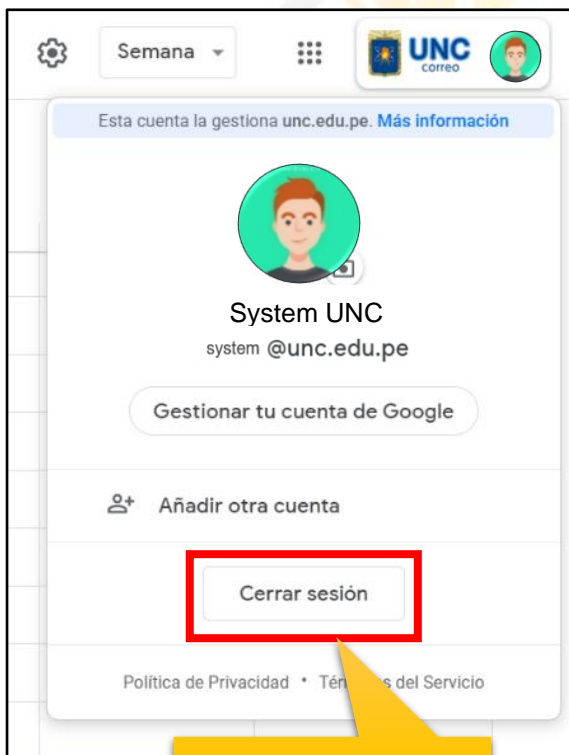 Semana
UNC
correo
Esta cuenta la gestiona unc.edu.pe. Más información
System UNC
system @unc.edu.pe
Gestionar tu cuenta de Google
Añadir otra cuenta
Cerrar sesión
Política de Privacidad • del Servicio